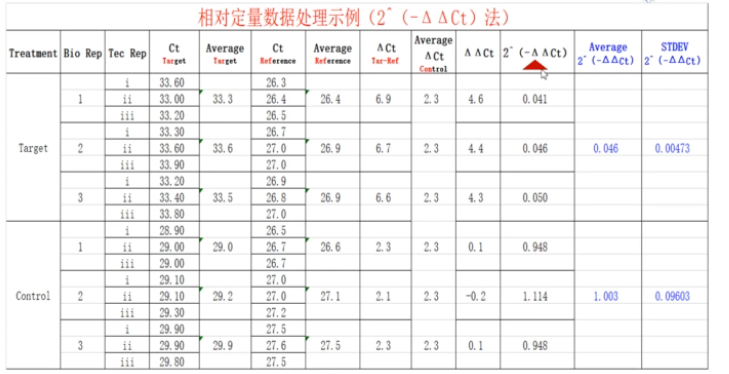 相对定量数据处理示例（2^（-ΔΔCt）法）
Treatment Bio Rep Tec Rep Ct Target Average Target Ct Reference Average Reference ΔCt Tar-Ref Average ΔCt Control ΔΔCt 2^（-ΔΔCt） Average 2^（-ΔΔCt） STDEV 2^（-ΔΔCt）
i 33.60 26.3
1 ii 33.00 33.3 26.4 26.4 6.9 2.3 4.6 0.041
iii 33.20 26.5
i 33.30 26.7
Target 2 ii 33.60 33.6 27.0 26.9 6.7 2.3 4.4 0.046 0.046 0.00473
iii 33.90 27.0
i 33.20 26.9
3 ii 33.40 33.5 26.8 26.9 6.6 2.3 4.3 0.050
iii 33.80 27.0
i 28.90 26.5
1 ii 29.00 29.0 26.7 26.6 2.3 2.3 0.1 0.948
iii 29.00 26.7
i 29.10 27.0
Control 2 ii 29.10 29.2 27.0 27.1 2.1 2.3 -0.2 1.114 1.003 0.09603
iii 29.30 27.2
i 29.90 27.5
3 ii 29.90 29.9 27.6 27.5 2.3 2.3 0.1 0.948
iii 29.80 27.5